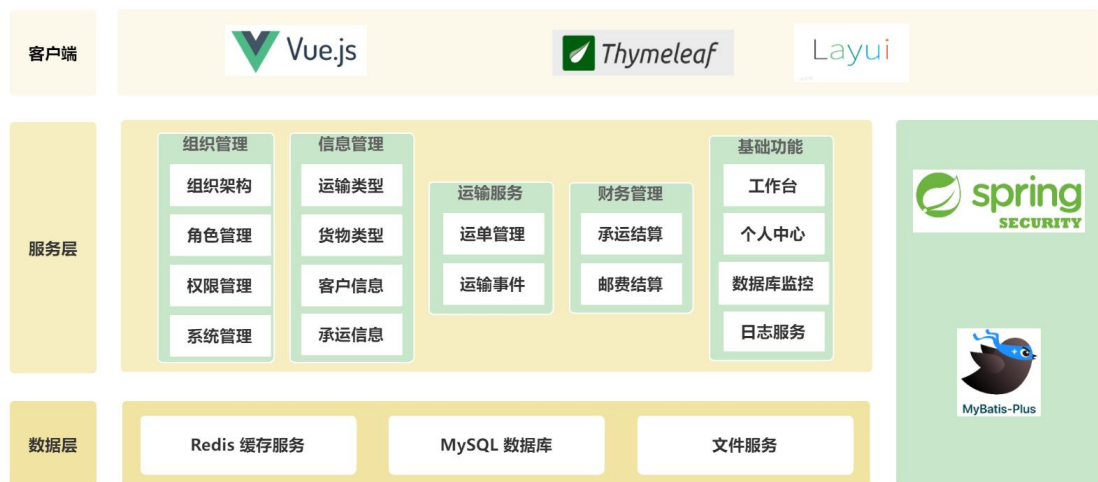 客户端
Vue.js
Thymeleaf
Layui
服务层
组织管理
组织架构
角色管理
权限管理
系统管理
信息管理
运输类型
货物类型
客户信息
承运信息
运输服务
运单管理
运输事件
财务管理
承运结算
邮费结算
基础功能
工作台
个人中心
数据库监控
日志服务
spring
SECURITY
MyBatis-Plus
数据层
Redis 缓存服务
MySQL 数据库
文件服务